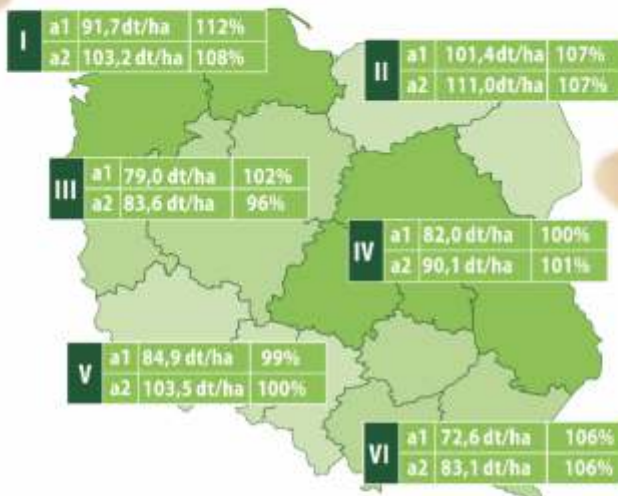 I
a1 91,7dt/ha 112%
a2 103,2 dt/ha 108%
II
a1 101,4dt/ha 107%
a2 111,0dt/ha 107%
III
a1 79,0 dt/ha 102%
a2 83,6 dt/ha 96%
IV
a1 82,0 dt/ha 100%
a2 90,1 dt/ha 101%
V
a1 84,9 dt/ha 99%
a2 103,5 dt/ha 100%
VI
a1 72,6 dt/ha 106%
a2 83,1 dt/ha 106%